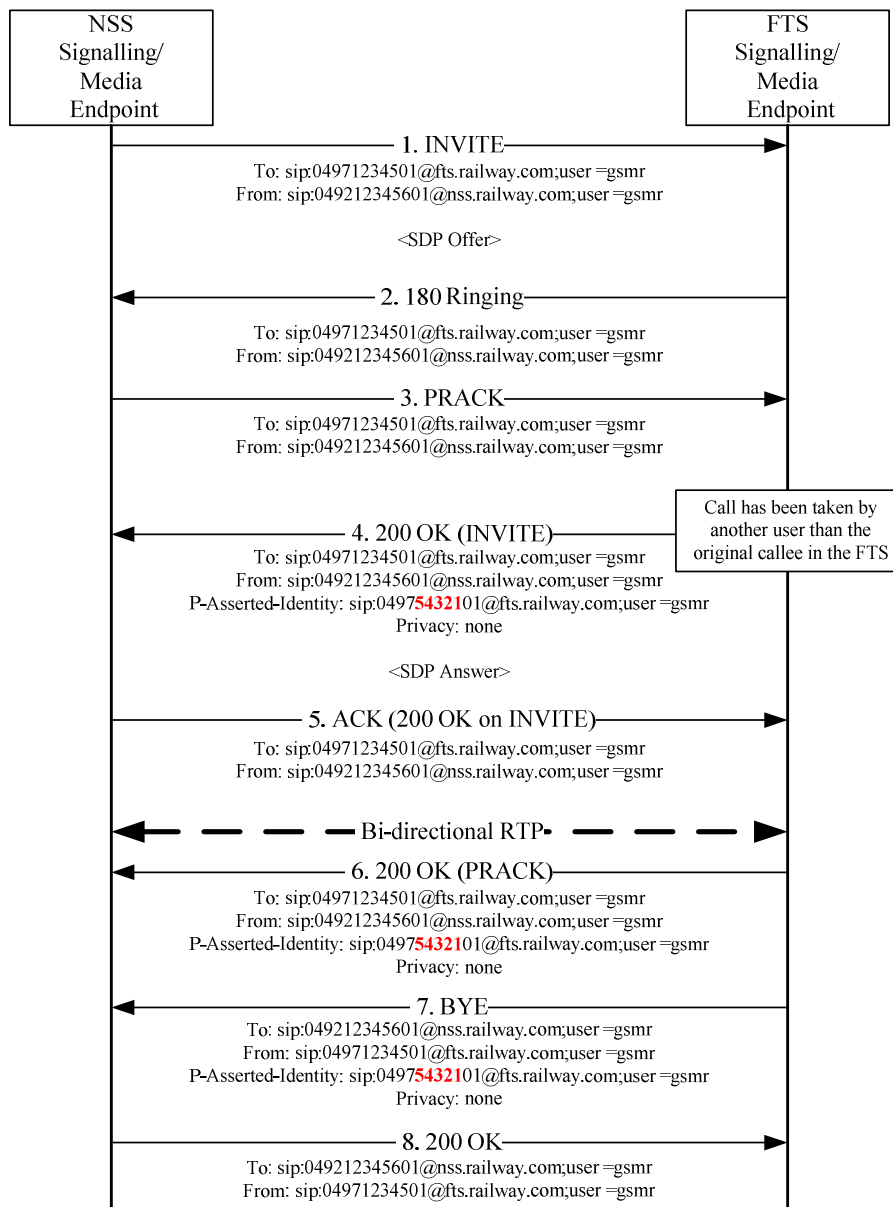 NSS
Signalling/
Media
Endpoint
FTS
Signalling/
Media
Endpoint
1. INVITE
To: sip:04971234501@fts.railway.com;user =gsmr
From: sip:049212345601@nss.railway.com;user =gsmr
<SDP Offer>
2. 180 Ringing
To: sip:04971234501@fts.railway.com;user =gsmr
From: sip:049212345601@nss.railway.com;user =gsmr
3. PRACK
To: sip:04971234501@fts.railway.com;user =gsmr
From: sip:049212345601@nss.railway.com;user =gsmr
Call has been taken by
another user than the
original callee in the FTS
4. 200 OK (INVITE)
To: sip:04971234501@fts.railway.com;user =gsmr
From: sip:049212345601@nss.railway.com;user =gsmr
P-Asserted-Identity: sip:04975432101@fts.railway.com;user =gsmr
Privacy: none
<SDP Answer>
5. ACK (200 OK on INVITE)
To: sip:04971234501@fts.railway.com;user =gsmr
From: sip:049212345601@nss.railway.com;user =gsmr
Bi-directional RTP
6. 200 OK (PRACK)
To: sip:04971234501@fts.railway.com;user =gsmr
From: sip:049212345601@nss.railway.com;user =gsmr
P-Asserted-Identity: sip:04975432101@fts.railway.com;user =gsmr
Privacy: none
7. BYE
To: sip:049212345601@nss.railway.com;user =gsmr
From: sip:04971234501@fts.railway.com;user =gsmr
P-Asserted-Identity: sip:04975432101@fts.railway.com;user =gsmr
Privacy: none
8. 200 OK
To: sip:049212345601@nss.railway.com;user =gsmr
From: sip:04971234501@fts.railway.com;user =gsmr